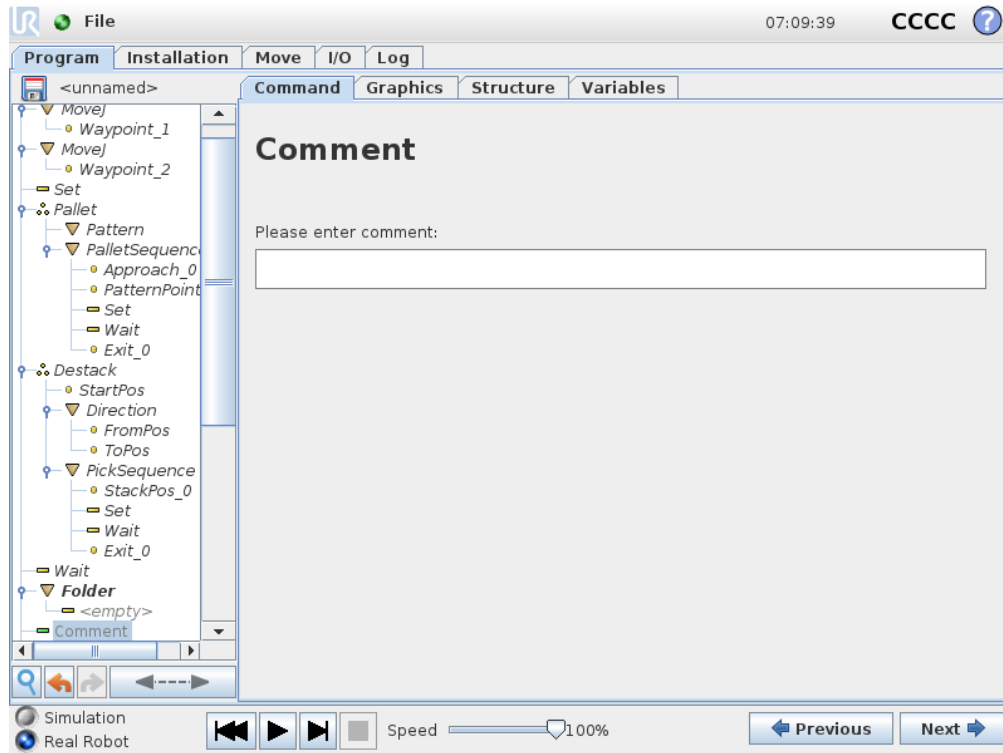 UR File 07:09:39 CCCC ?
Program Installation Move I/O Log
<unnamed> Command Graphics Structure Variables
MoveJ
Waypoint_1
MoveJ
Waypoint_2
Set
Pallet
Pattern
PalletSequenc
Approach_0
PatternPoint
Set
Wait
Exit_0
Destack
StartPos
Direction
FromPos
ToPos
PickSequence
StackPos_0
Set
Wait
Exit_0
Wait
Folder
<empty>
Comment
Comment
Please enter comment:
Simulation
Real Robot
Speed 100%
Previous Next